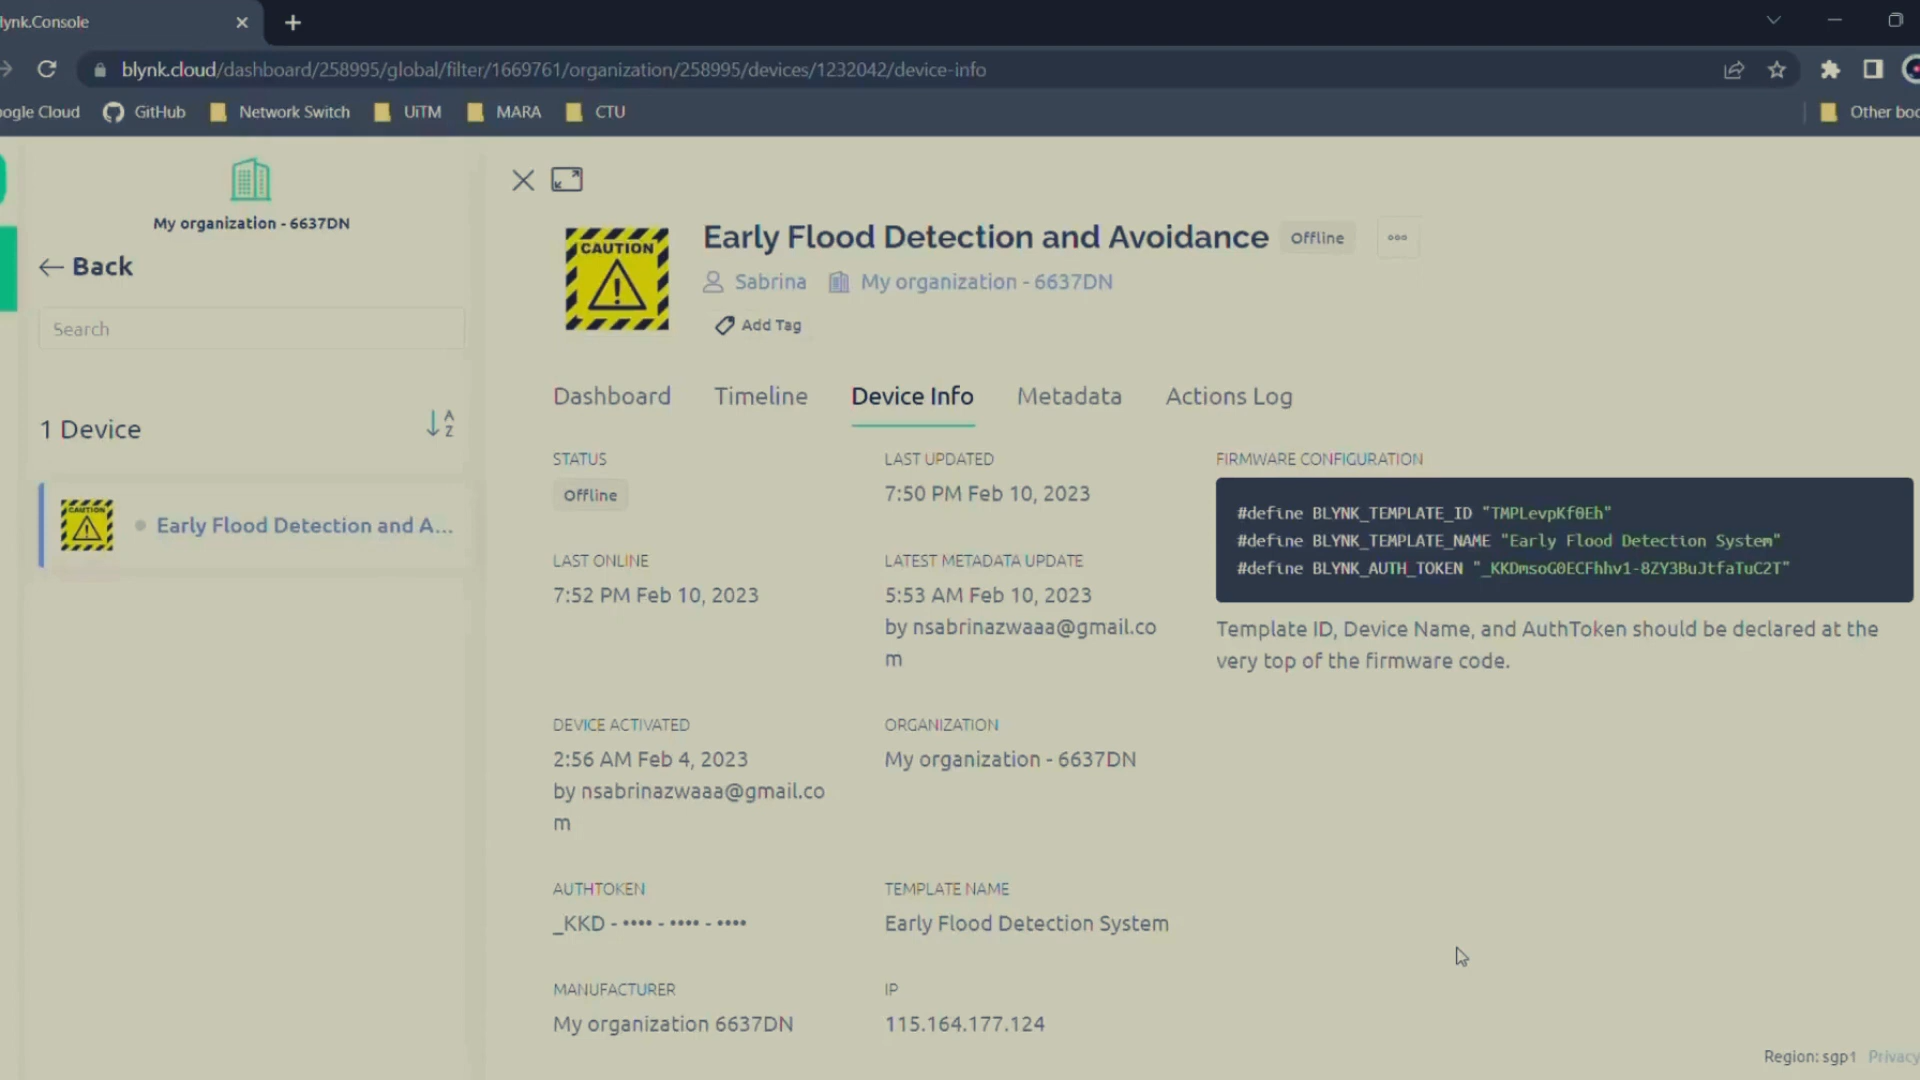 lynk.Console
blynk.cloud/dashboard/258995/global/filter/1669761/organization/258995/devices/1232042/device-info
oogle Cloud GitHub Network Switch UiTM MARA CTU Other boo
My organization - 6637DN
Back
Search
1 Device
A
Z
CAUTION
Early Flood Detection and A...
CAUTION
Early Flood Detection and Avoidance Offline
Sabrina My organization - 6637DN
Add Tag
Dashboard Timeline Device Info Metadata Actions Log
STATUS
Offline
LAST UPDATED
7:50 PM Feb 10, 2023
FIRMWARE CONFIGURATION
#define BLYNK_TEMPLATE_ID "TMPLevpKf0Eh"
#define BLYNK_TEMPLATE_NAME "Early Flood Detection System"
#define BLYNK_AUTH_TOKEN "_KKDmsoG0ECFhhv1-8ZY3BuJtfaTuC2T"
Template ID, Device Name, and AuthToken should be declared at the
very top of the firmware code.
LAST ONLINE
7:52 PM Feb 10, 2023
LATEST METADATA UPDATE
5:53 AM Feb 10, 2023
by nsabrinazwaaa@gmail.co
m
DEVICE ACTIVATED
2:56 AM Feb 4, 2023
by nsabrinazwaaa@gmail.co
m
ORGANIZATION
My organization - 6637DN
AUTHTOKEN
_KKD - •••• - •••• - ••••
TEMPLATE NAME
Early Flood Detection System
MANUFACTURER
My organization 6637DN
IP
115.164.177.124
Region: sgp1 Privacy